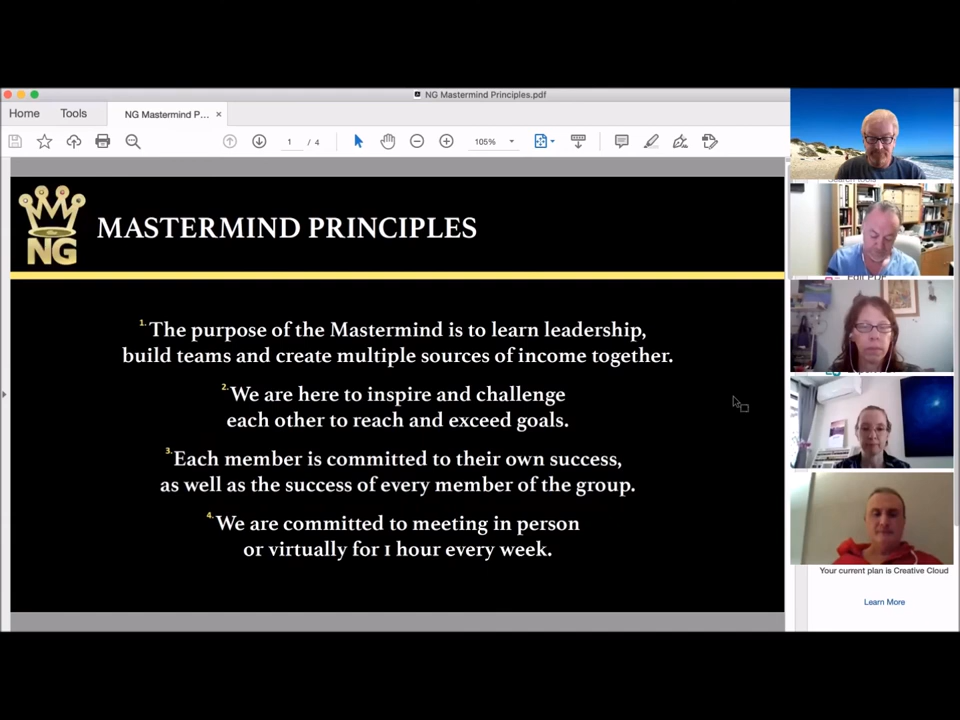 NG Mastermind Principles.pdf
Home
Tools
NG Mastermind P...
1 / 4
105%
NG
MASTERMIND PRINCIPLES
1. The purpose of the Mastermind is to learn leadership,
build teams and create multiple sources of income together.
2. We are here to inspire and challenge
each other to reach and exceed goals.
3. Each member is committed to their own success,
as well as the success of every member of the group.
4. We are committed to meeting in person
or virtually for 1 hour every week.
Your current plan is Creative Cloud
Learn More